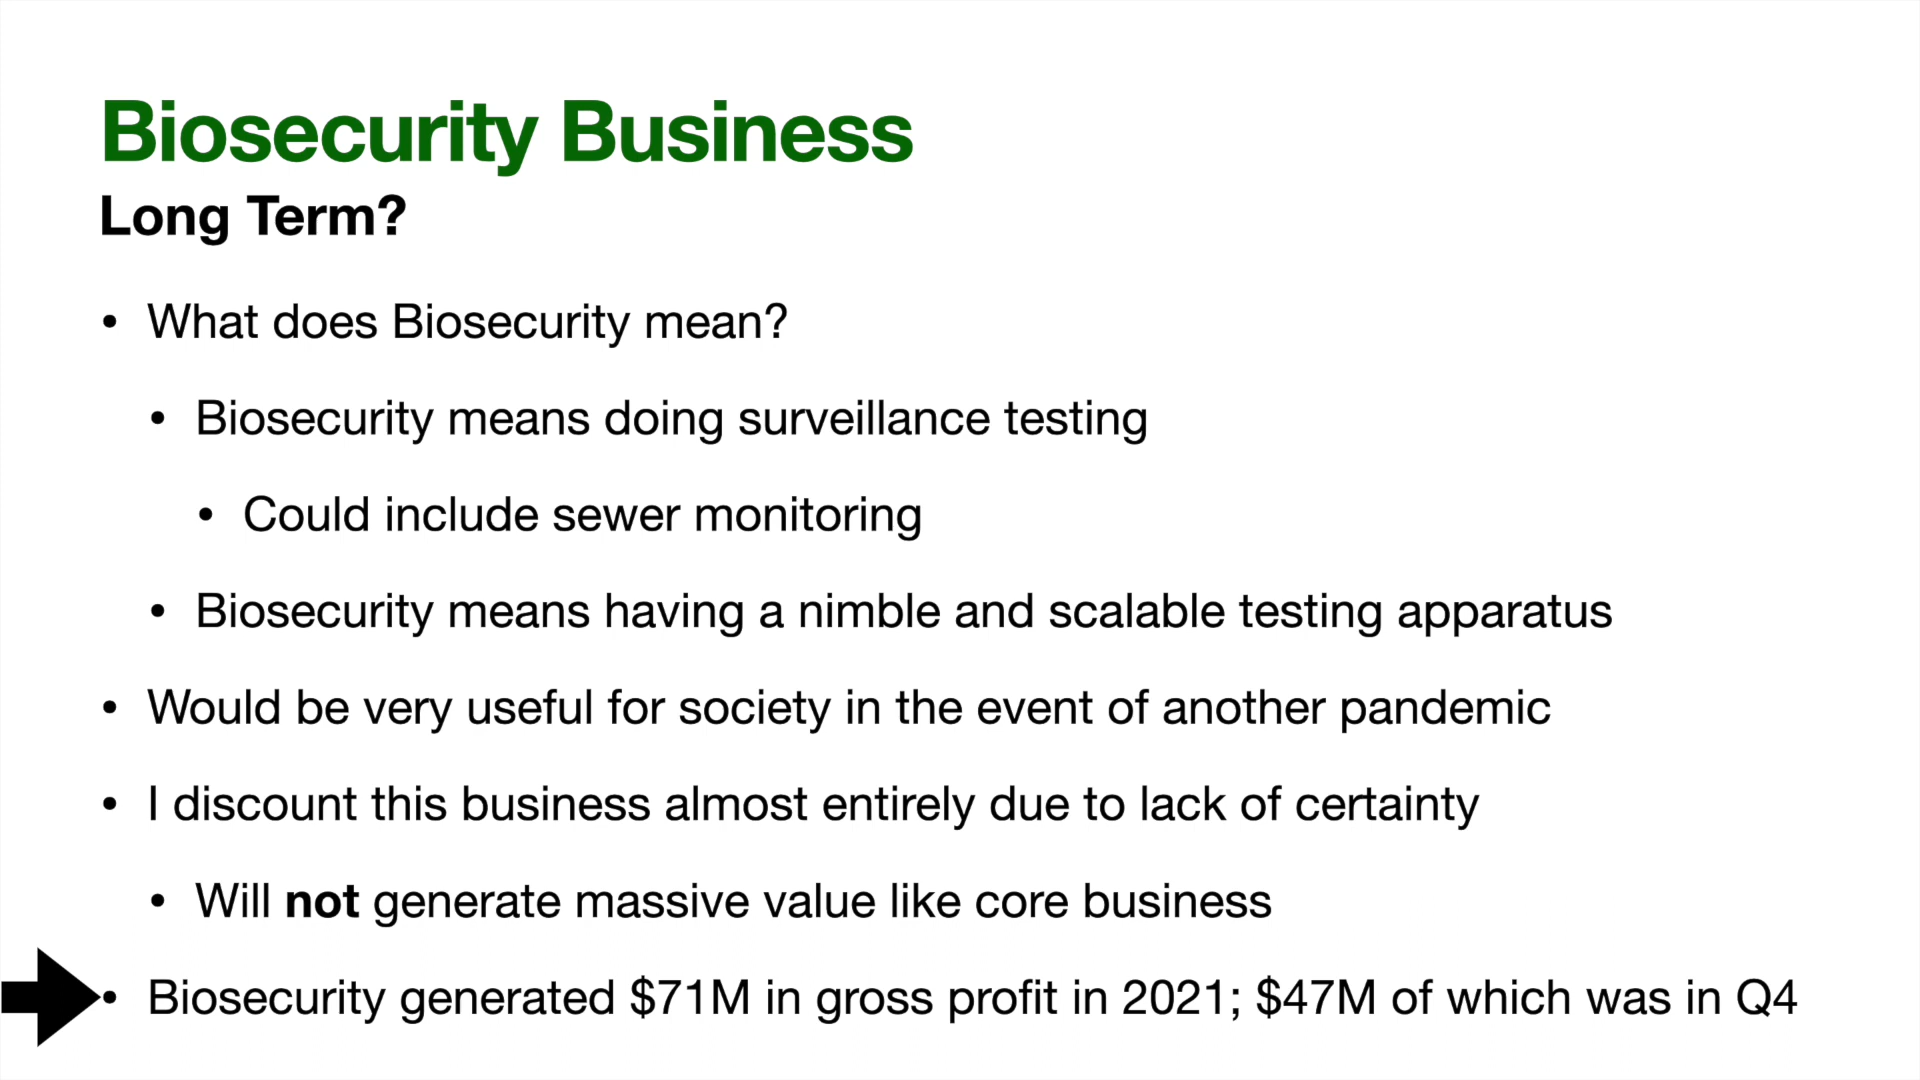 Biosecurity Business
Long Term?
• What does Biosecurity mean?
• Biosecurity means doing surveillance testing
• Could include sewer monitoring
• Biosecurity means having a nimble and scalable testing apparatus
• Would be very useful for society in the event of another pandemic
• I discount this business almost entirely due to lack of certainty
• Will not generate massive value like core business
• Biosecurity generated $71M in gross profit in 2021; $47M of which was in Q4